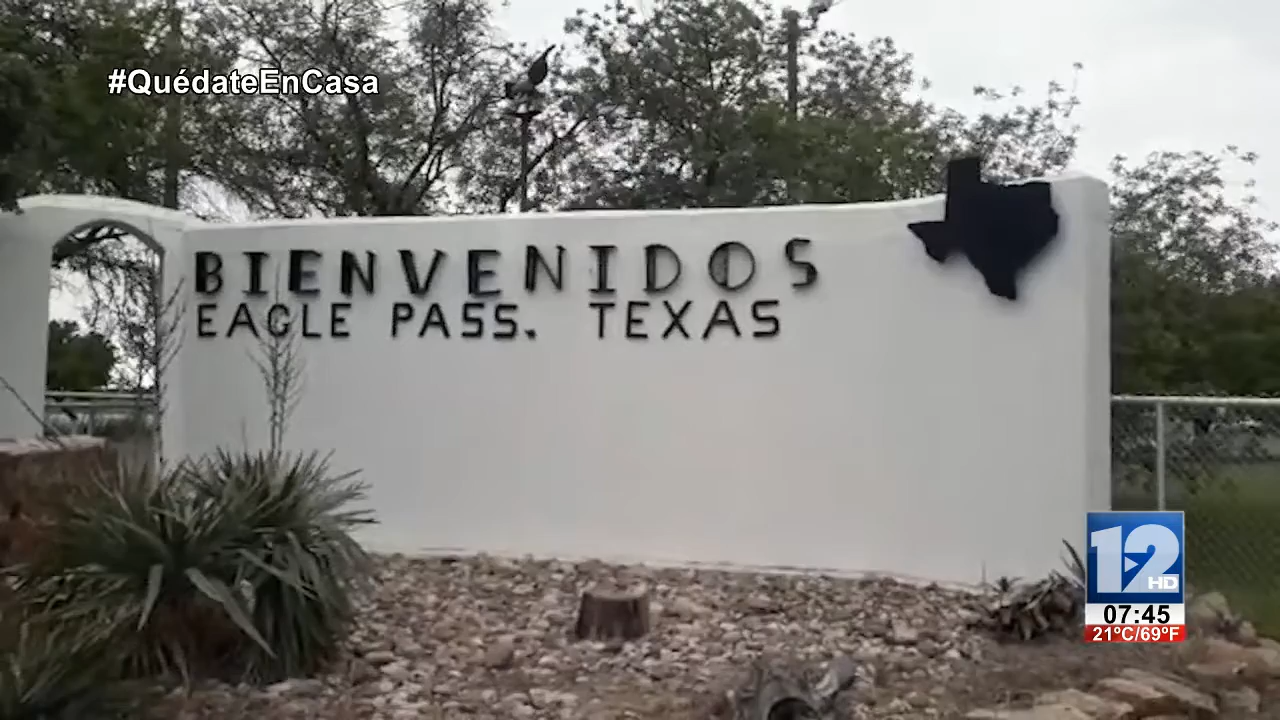 #QuédateEnCasa
BIENVENIDOS
EAGLE PASS. TEXAS
12
HD
07:45
21°C/69°F